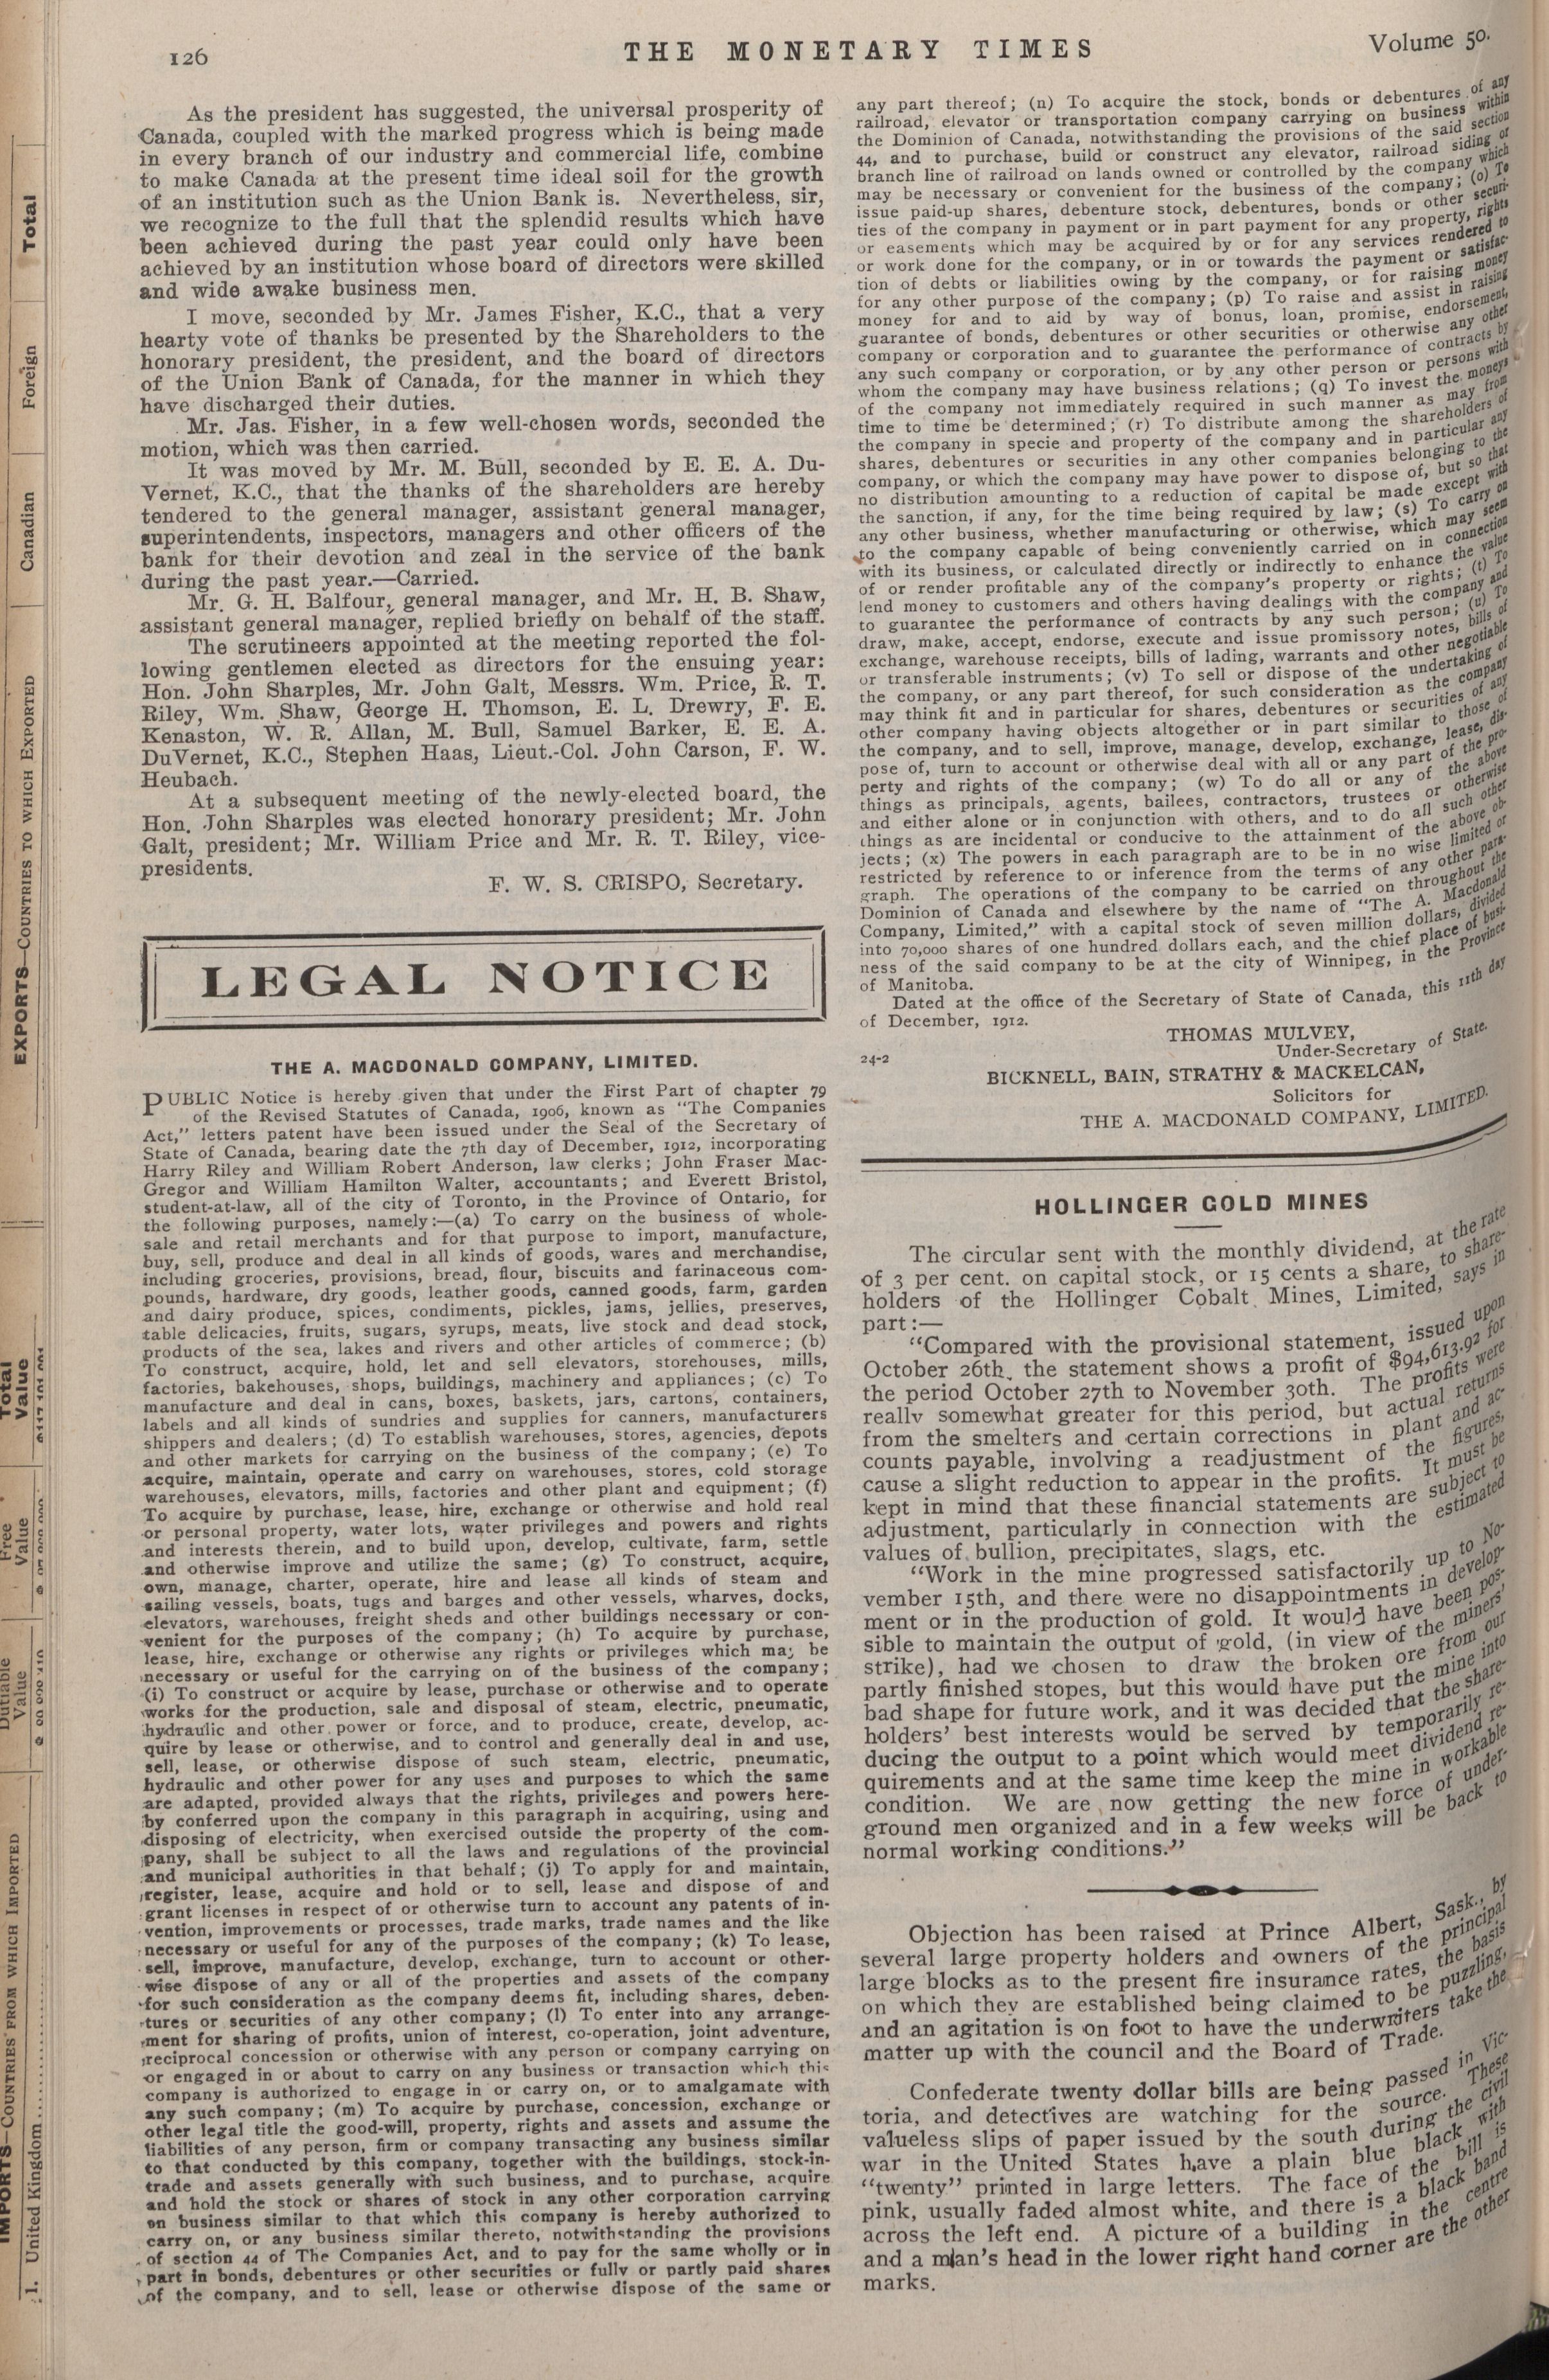 126
THE MONETARY TIMES
Volume 50.
As the president has suggested, the universal prosperity of
Canada, coupled with the marked progress which is being made
in every branch of our industry and commercial life, combine
to make Canada at the present time ideal soil for the growth
of an institution such as the Union Bank is. Nevertheless, sir,
we recognize to the full that the splendid results which have
been achieved during the past year could only have been
achieved by an institution whose board of directors were skilled
and wide awake business men.
I move, seconded by Mr. James Fisher, K.C., that a very
hearty vote of thanks be presented by the Shareholders to the
honorary president, the president, and the board of directors
of the Union Bank of Canada, for the manner in which they
have discharged their duties.
Mr. Jas. Fisher, in a few well-chosen words, seconded the
motion, which was then carried.
It was moved by Mr. M. Bull, seconded by E. E. A. Du-
Vernet, K.C., that the thanks of the shareholders are hereby
tendered to the general manager, assistant general manager,
superintendents, inspectors, managers and other officers of the
bank for their devotion and zeal in the service of the bank
during the past year.—Carried.
Mr. G. H. Balfour, general manager, and Mr. H. B. Shaw,
assistant general manager, replied briefly on behalf of the staff.
The scrutineers appointed at the meeting reported the fol-
lowing gentlemen elected as directors for the ensuing year:
Hon. John Sharples, Mr. John Galt, Messrs. Wm. Price, R. T.
Riley, Wm. Shaw, George H. Thomson, E. L. Drewry, F. E.
Kenaston, W. R. Allan, M. Bull, Samuel Barker, E. E. A.
DuVernet, K.C., Stephen Haas, Lieut.-Col. John Carson, F. W.
Heubach.
At a subsequent meeting of the newly-elected board, the
Hon. John Sharples was elected honorary president; Mr. John
Galt, president; Mr. William Price and Mr. R. T. Riley, vice-
presidents.
F. W. S. CRISPO, Secretary.
LEGAL NOTICE
THE A. MACDONALD COMPANY, LIMITED.
PUBLIC Notice is hereby given that under the First Part of chapter 79
of the Revised Statutes of Canada, 1906, known as "The Companies
Act," letters patent have been issued under the Seal of the Secretary of
State of Canada, bearing date the 7th day of December, 1912, incorporating
Harry Riley and William Robert Anderson, law clerks; John Fraser Mac-
Gregor and William Hamilton Walter, accountants; and Everett Bristol,
student-at-law, all of the city of Toronto, in the Province of Ontario, for
the following purposes, namely:—(a) To carry on the business of whole-
sale and retail merchants and for that purpose to import, manufacture,
buy, sell, produce and deal in all kinds of goods, wares and merchandise,
including groceries, provisions, bread, flour, biscuits and farinaceous com-
pounds, hardware, dry goods, leather goods, canned goods, farm, garden
and dairy produce, spices, condiments, pickles, jams, jellies, preserves,
table delicacies, fruits, sugars, syrups, meats, live stock and dead stock,
products of the sea, lakes and rivers and other articles of commerce; (b)
To construct, acquire, hold, let and sell elevators, storehouses, mills,
factories, bakehouses, shops, buildings, machinery and appliances; (c) To
manufacture and deal in cans, boxes, baskets, jars, cartons, containers,
labels and all kinds of sundries and supplies for canners, manufacturers
shippers and dealers; (d) To establish warehouses, stores, agencies, depots
and other markets for carrying on the business of the company; (e) To
acquire, maintain, operate and carry on warehouses, stores, cold storage
warehouses, elevators, mills, factories and other plant and equipment; (f)
To acquire by purchase, lease, hire, exchange or otherwise and hold real
or personal property, water lots, water privileges and powers and rights
and interests therein, and to build upon, develop, cultivate, farm, settle
and otherwise improve and utilize the same; (g) To construct, acquire,
own, manage, charter, operate, hire and lease all kinds of steam and
sailing vessels, boats, tugs and barges and other vessels, wharves, docks,
elevators, warehouses, freight sheds and other buildings necessary or con-
venient for the purposes of the company; (h) To acquire by purchase,
lease, hire, exchange or otherwise any rights or privileges which may be
necessary or useful for the carrying on of the business of the company;
(i) To construct or acquire by lease, purchase or otherwise and to operate
works for the production, sale and disposal of steam, electric, pneumatic,
hydraulic and other power or force, and to produce, create, develop, ac-
quire by lease or otherwise, and to control and generally deal in and use,
sell, lease, or otherwise dispose of such steam, electric, pneumatic,
hydraulic and other power for any uses and purposes to which the same
are adapted, provided always that the rights, privileges and powers here-
by conferred upon the company in this paragraph in acquiring, using and
disposing of electricity, when exercised outside the property of the com-
pany, shall be subject to all the laws and regulations of the provincial
and municipal authorities in that behalf; (j) To apply for and maintain,
register, lease, acquire and hold or to sell, lease and dispose of and
grant licenses in respect of or otherwise turn to account any patents of in-
vention, improvements or processes, trade marks, trade names and the like
necessary or useful for any of the purposes of the company; (k) To lease,
sell, improve, manufacture, develop, exchange, turn to account or other-
wise dispose of any or all of the properties and assets of the company
for such consideration as the company deems fit, including shares, deben-
tures or securities of any other company; (l) To enter into any arrange-
ment for sharing of profits, union of interest, co-operation, joint adventure,
reciprocal concession or otherwise with any person or company carrying on
or engaged in or about to carry on any business or transaction which this
company is authorized to engage in or carry on, or to amalgamate with
any such company; (m) To acquire by purchase, concession, exchange or
other legal title the good-will, property, rights and assets and assume the
liabilities of any person, firm or company transacting any business similar
to that conducted by this company, together with the buildings, stock-in-
trade and assets generally with such business, and to purchase, acquire
and hold the stock or shares of stock in any other corporation carrying
on business similar to that which this company is hereby authorized to
carry on, or any business similar thereto, notwithstanding the provisions
of section 44 of The Companies Act, and to pay for the same wholly or in
part in bonds, debentures or other securities or fully or partly paid shares
of the company, and to sell, lease or otherwise dispose of the same or
any part thereof; (n) To acquire the stock, bonds or debentures of any
railroad, elevator or transportation company carrying on business within
the Dominion of Canada, notwithstanding the provisions of the said section
44, and to purchase, build or construct any elevator, railroad siding or
branch line of railroad on lands owned or controlled by the company which
may be necessary or convenient for the business of the company; (o) To
issue paid-up shares, debenture stock, debentures, bonds or other securi-
ties of the company in payment or in part payment for any property, rights
or easements which may be acquired by or for any services rendered to
or work done for the company, or in or towards the payment or satisfac-
tion of debts or liabilities owing by the company, or for raising money
for any other purpose of the company; (p) To raise and assist in raising
money for and to aid by way of bonus, loan, promise, endorsement,
guarantee of bonds, debentures or other securities or otherwise any other
company or corporation and to guarantee the performance of contracts by
any such company or corporation, or by any other person or persons with
whom the company may have business relations; (q) To invest the moneys
of the company not immediately required in such manner as may from
time to time be determined; (r) To distribute among the shareholders of
the company in specie and property of the company and in particular any
shares, debentures or securities in any other companies belonging to the
company, or which the company may have power to dispose of, but so that
no distribution amounting to a reduction of capital be made except with
the sanction, if any, for the time being required by law; (s) To carry on
any other business, whether manufacturing or otherwise, which may seem
to the company capable of being conveniently carried on in connection
with its business, or calculated directly or indirectly to enhance the value
of or render profitable any of the company's property or rights; (t) To
lend money to customers and others having dealings with the company and
to guarantee the performance of contracts by any such person; (u) To
draw, make, accept, endorse, execute and issue promissory notes, bills of
exchange, warehouse receipts, bills of lading, warrants and other negotiable
or transferable instruments; (v) To sell or dispose of the undertaking of
the company, or any part thereof, for such consideration as the company
may think fit and in particular for shares, debentures or securities of any
other company having objects altogether or in part similar to those of
the company, and to sell, improve, manage, develop, exchange, lease, dis-
pose of, turn to account or otherwise deal with all or any part of the pro-
perty and rights of the company; (w) To do all or any of the above
things as principals, agents, bailees, contractors, trustees or otherwise
and either alone or in conjunction with others, and to do all such other
things as are incidental or conducive to the attainment of the above ob-
jects; (x) The powers in each paragraph are to be in no wise limited or
restricted by reference to or inference from the terms of any other para-
graph. The operations of the company to be carried on throughout the
Dominion of Canada and elsewhere by the name of "The A. Macdonald
Company, Limited," with a capital stock of seven million dollars, divided
into 70,000 shares of one hundred dollars each, and the chief place of busi-
ness of the said company to be at the city of Winnipeg, in the Province
of Manitoba.
Dated at the office of the Secretary of State of Canada, this 11th day
of December, 1912.
THOMAS MULVEY,
Under-Secretary of State.
24-2
BICKNELL, BAIN, STRATHY & MACKELCAN,
Solicitors for
THE A. MACDONALD COMPANY, LIMITED.
HOLLINGER GOLD MINES
The circular sent with the monthly dividend, at the rate
of 3 per cent. on capital stock, or 15 cents a share, to share-
holders of the Hollinger Cobalt Mines, Limited, says in
part:—
"Compared with the provisional statement, issued upon
October 26th, the statement shows a profit of $94,613.92 for
the period October 27th to November 30th. The profits were
really somewhat greater for this period, but actual returns
from the smelters and certain corrections in plant and ac-
counts payable, involving a readjustment of the figures,
cause a slight reduction to appear in the profits. It must be
kept in mind that these financial statements are subject to
adjustment, particularly in connection with the estimated
values of bullion, precipitates, slags, etc.
"Work in the mine progressed satisfactorily up to No-
vember 15th, and there were no disappointments in develop-
ment or in the production of gold. It would have been pos-
sible to maintain the output of gold, (in view of the miners'
strike), had we chosen to draw the broken ore from our
partly finished stopes, but this would have put the mine into
bad shape for future work, and it was decided that the share-
holders' best interests would be served by temporarily re-
ducing the output to a point which would meet dividend re-
quirements and at the same time keep the mine in workable
condition. We are now getting the new force of under-
ground men organized and in a few weeks will be back to
normal working conditions."
Objection has been raised at Prince Albert, Sask., by
several large property holders and owners of the principal
large blocks as to the present fire insurance rates, the basis
on which they are established being claimed to be puzzling,
and an agitation is on foot to have the underwriters take the
matter up with the council and the Board of Trade.
Confederate twenty dollar bills are being passed in Vic-
toria, and detectives are watching for the source. These
valueless slips of paper issued by the south during the civil
war in the United States have a plain blue black with
"twenty" printed in large letters. The face of the bill is
pink, usually faded almost white, and there is a black band
across the left end. A picture of a building in the centre
and a man's head in the lower right hand corner are the other
marks.
Total
Foreign
Canadian
EXPORTS—COUNTRIES TO WHICH EXPORTED
Total
Value
Free
Value
Dutiable
Value
IMPORTS—COUNTRIES FROM WHICH IMPORTED
1. United Kingdom